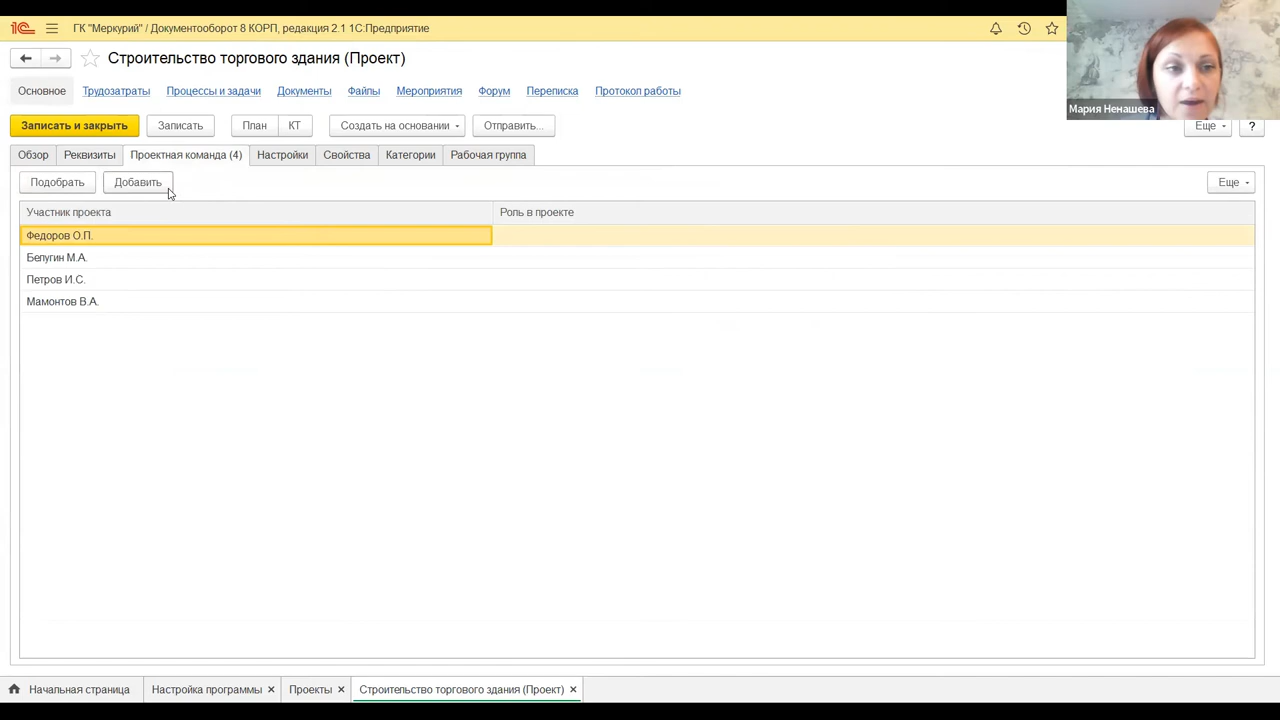 1С ГК "Меркурий" / Документооборот 8 КОРП, редакция 2.1 1С:Предприятие
Строительство торгового здания (Проект)
Основное Трудозатраты Процессы и задачи Документы Файлы Мероприятия Форум Переписка Протокол работы
Мария Ненашева
Записать и закрыть Записать План КТ Создать на основании Отправить... Еще ?
Обзор Реквизиты Проектная команда (4) Настройки Свойства Категории Рабочая группа
Подобрать Добавить Еще
Участник проекта Роль в проекте
Федоров О.П.
Белугин М.А.
Петров И.С.
Мамонтов В.А.
Начальная страница Настройка программы × Проекты × Строительство торгового здания (Проект) ×